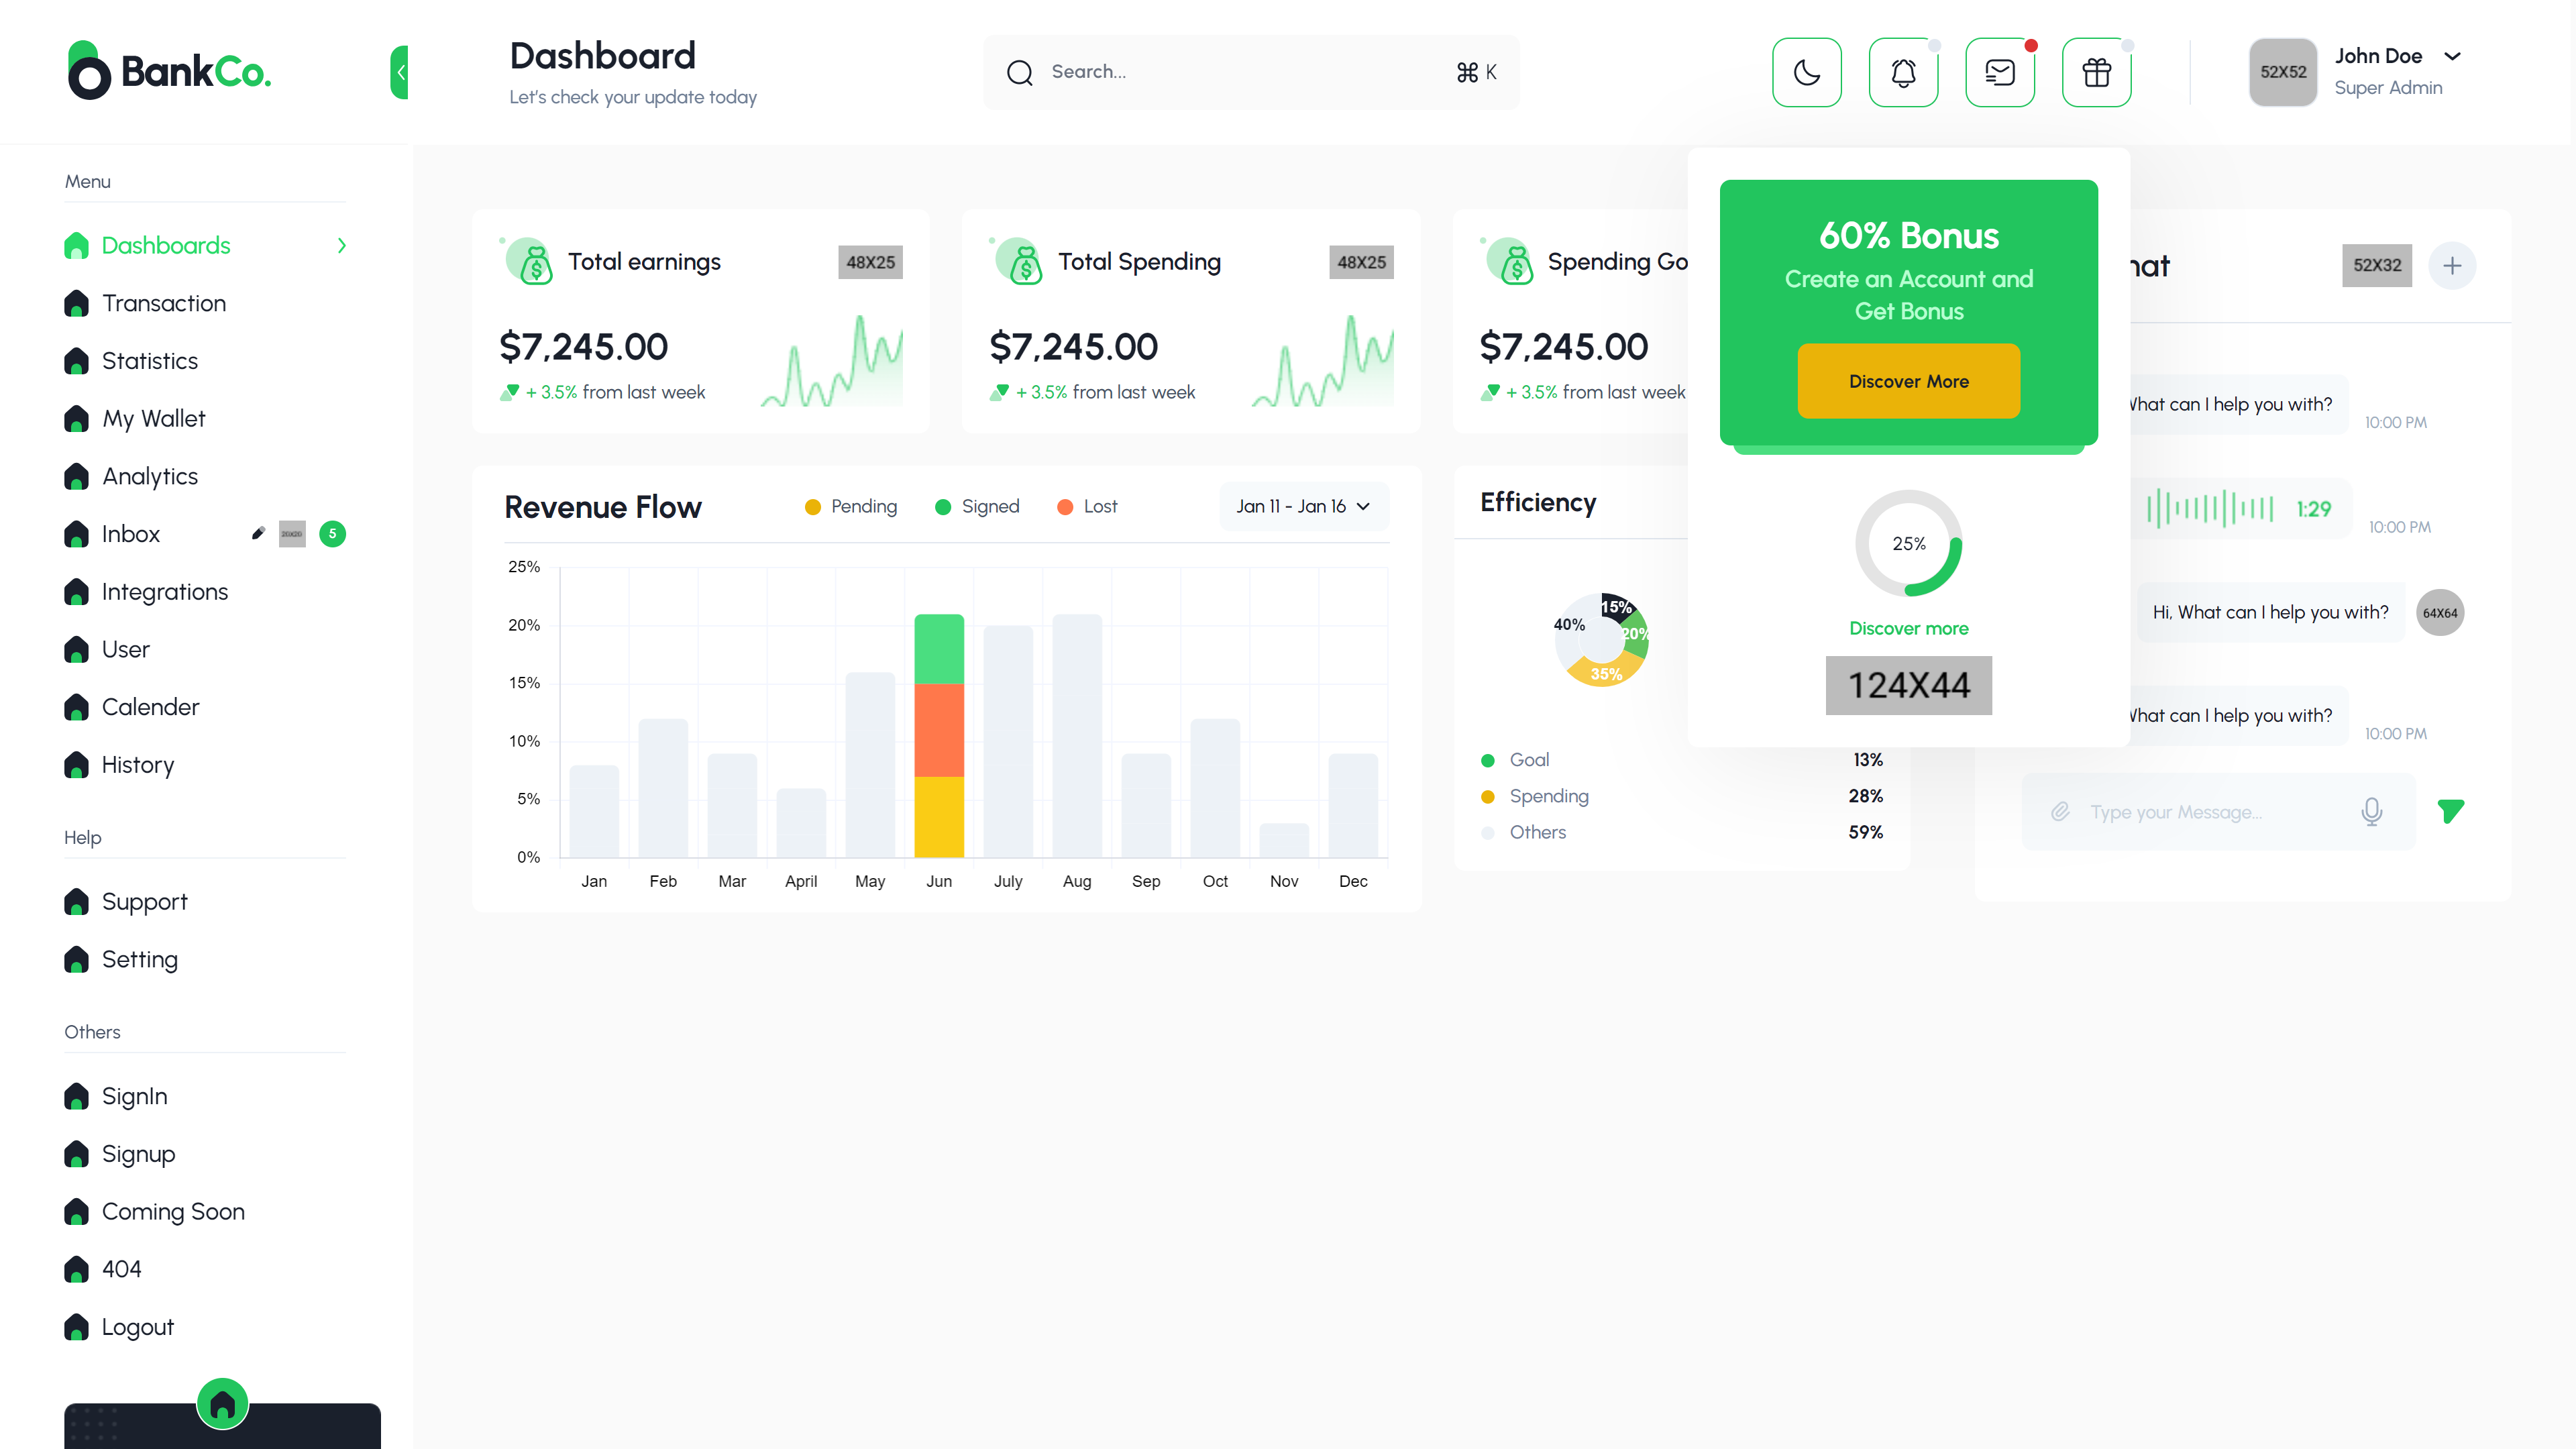 BankCo.
Menu
Dashboards
Transaction
Statistics
My Wallet
Analytics
Inbox 20x20 5
Integrations
User
Calender
History
Help
Support
Setting
Others
SignIn
Signup
Coming Soon
404
Logout
Dashboard
Let's check your update today
Search...
⌘ K
52X52
John Doe
Super Admin
Total earnings
48X25
$7,245.00
+ 3.5% from last week
Total Spending
48X25
$7,245.00
+ 3.5% from last week
Spending Go
$7,245.00
+ 3.5% from last week
60% Bonus
Create an Account and
Get Bonus
Discover More
25%
Discover more
124X44
Revenue Flow
Pending
Signed
Lost
Jan 11 - Jan 16
25%
20%
15%
10%
5%
0%
Jan Feb Mar April May Jun July Aug Sep Oct Nov Dec
Efficiency
15%
40%
20%
35%
Goal 13%
Spending 28%
Others 59%
hat
52X32
What can I help you with?
10:00 PM
1:29
10:00 PM
Hi, What can I help you with?
64X64
What can I help you with?
10:00 PM
Type your Message...